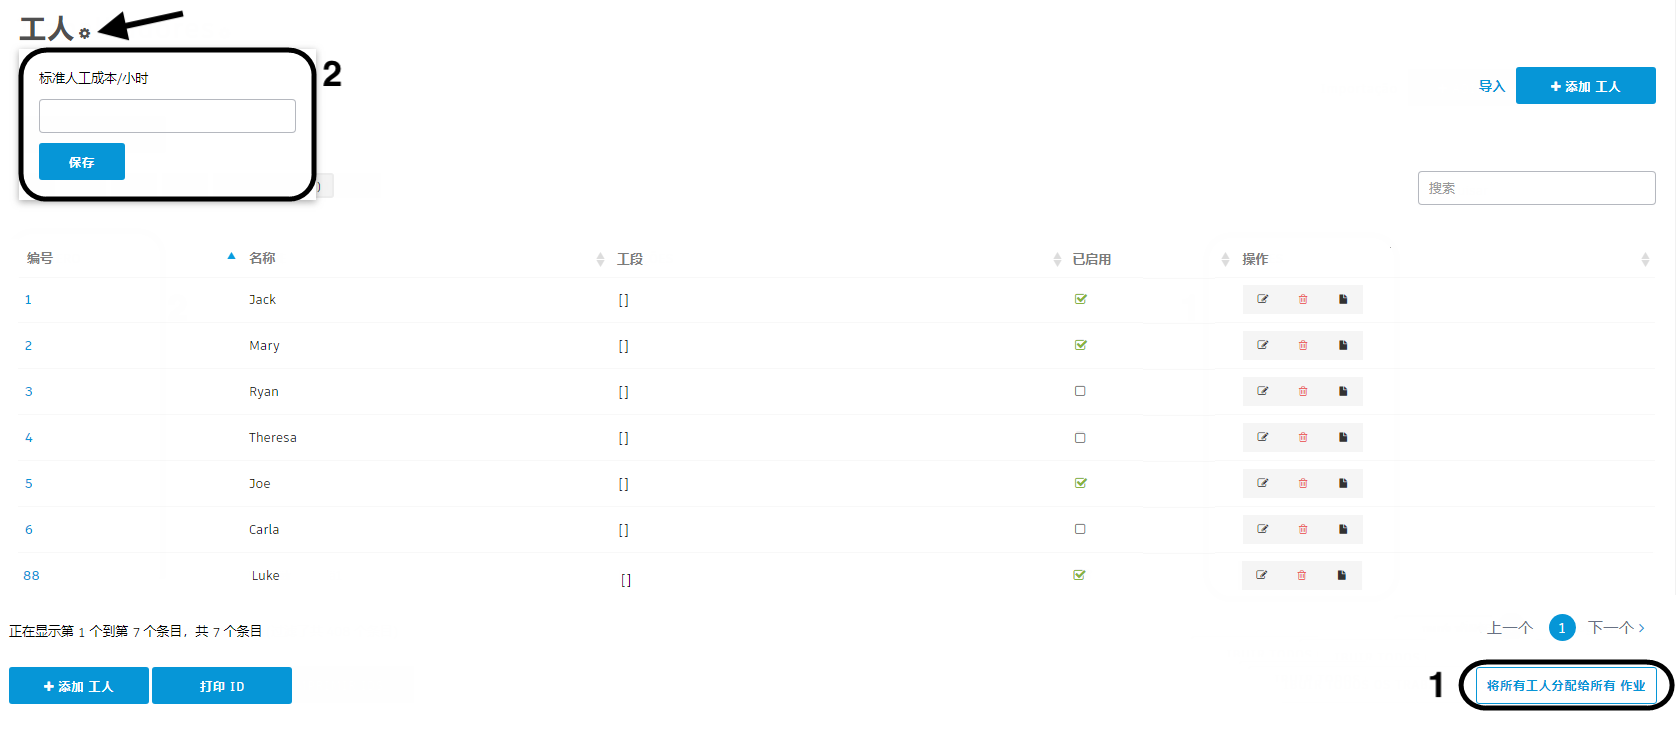 工人
标准人工成本/小时
2
保存
)
导入
添加 工人
搜索
编号 名称 工段 已启用 操作
1 Jack []
2 Mary []
3 Ryan []
4 Theresa []
5 Joe []
6 Carla []
88 Luke []
正在显示第 1 个到第 7 个条目，共 7 个条目
上一个 1 下一个 >
添加 工人
打印 ID
1
将所有工人分配给所有 作业